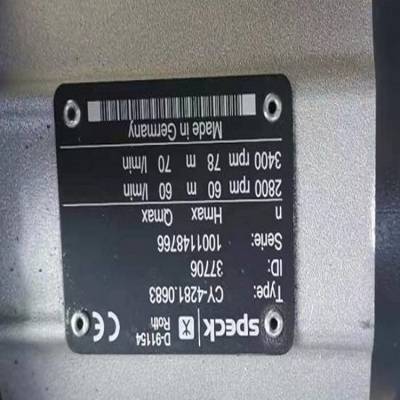 speck
D-91154
Roth
CE
Type: CY-4281.0683
ID: 37706
Serie: 1001148766
n Hmax Qmax
2800 rpm 60 m 60 l/min
3400 rpm 78 m 70 l/min
Made in Germany